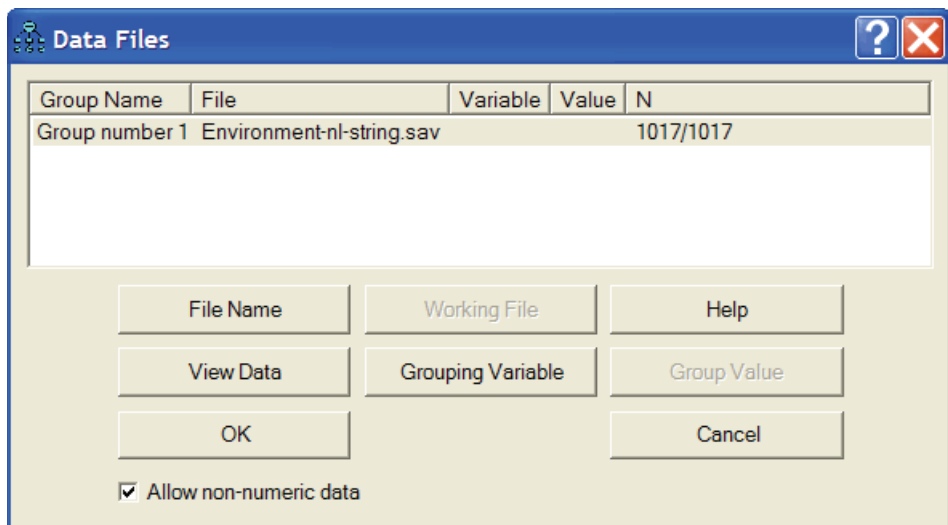 Data Files
Group Name File Variable Value N
Group number 1 Environment-nl-string.sav 1017/1017
File Name Working File Help
View Data Grouping Variable Group Value
OK Cancel
Allow non-numeric data